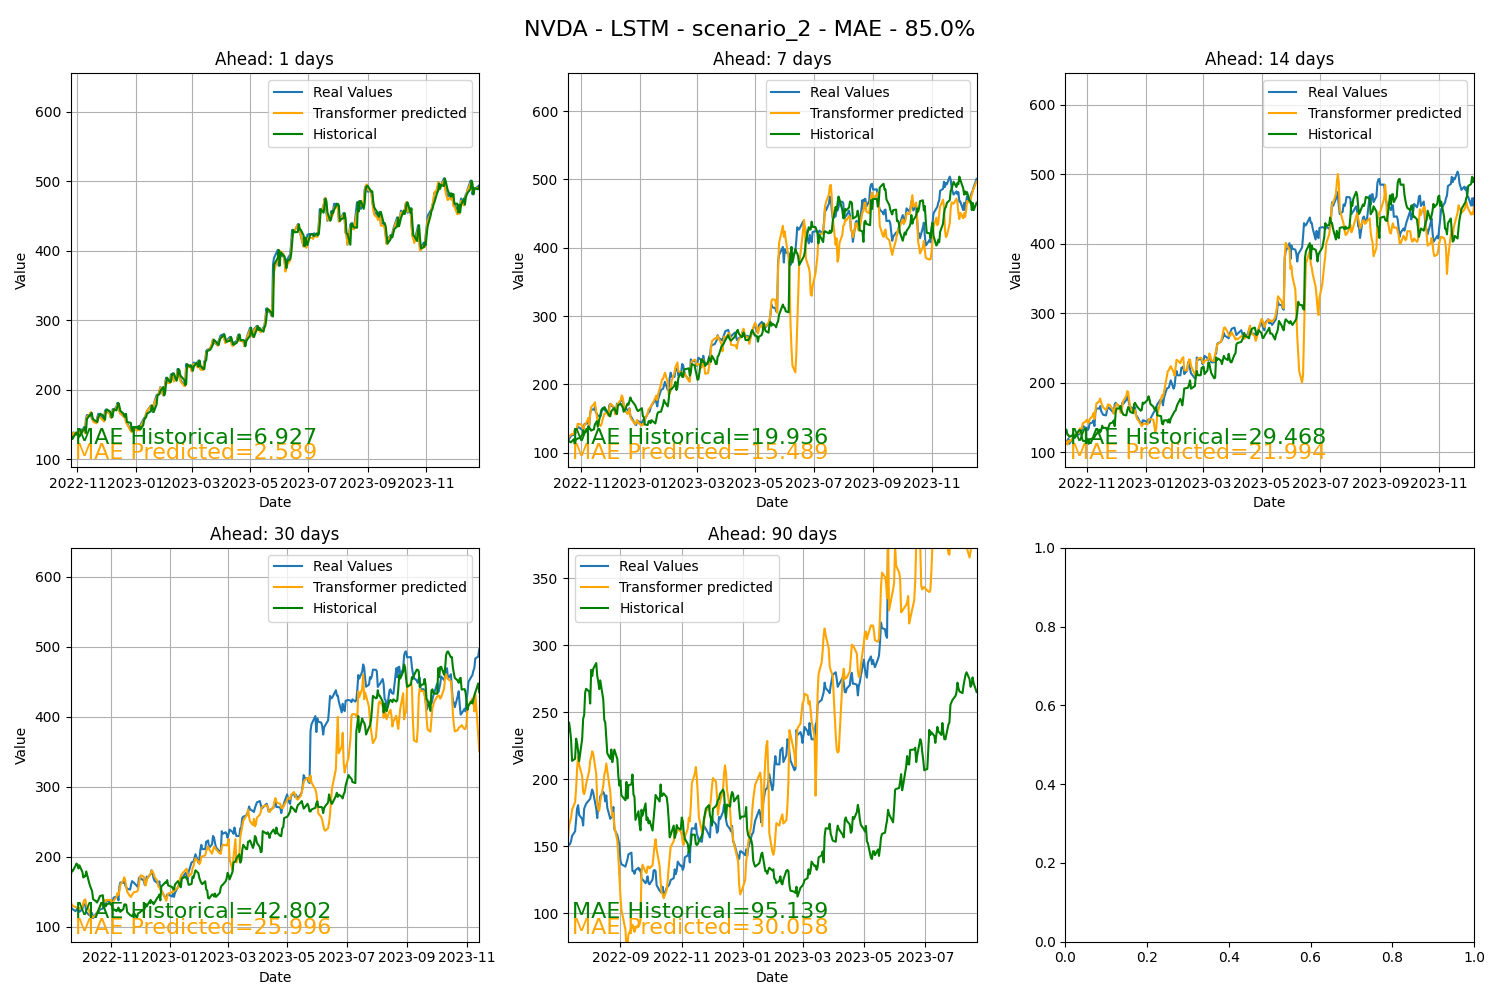 NVDA - LSTM - scenario_2 - MAE - 85.0%
Ahead: 1 days
Real Values
Transformer predicted
Historical
600
500
400
300
200
100
Value
MAE Historical=6.927
MAE Predicted=2.589
2022-11 2023-01 2023-03 2023-05 2023-07 2023-09 2023-11
Date
Ahead: 7 days
Real Values
Transformer predicted
Historical
600
500
400
300
200
100
Value
MAE Historical=19.936
MAE Predicted=15.489
2022-11 2023-01 2023-03 2023-05 2023-07 2023-09 2023-11
Date
Ahead: 14 days
Real Values
Transformer predicted
Historical
600
500
400
300
200
100
Value
MAE Historical=29.468
MAE Predicted=21.994
2022-11 2023-01 2023-03 2023-05 2023-07 2023-09 2023-11
Date
Ahead: 30 days
Real Values
Transformer predicted
Historical
600
500
400
300
200
100
Value
MAE Historical=42.802
MAE Predicted=25.996
2022-11 2023-01 2023-03 2023-05 2023-07 2023-09 2023-11
Date
Ahead: 90 days
Real Values
Transformer predicted
Historical
350
300
250
200
150
100
Value
MAE Historical=95.139
MAE Predicted=30.058
2022-09 2022-11 2023-01 2023-03 2023-05 2023-07
Date
1.0
0.8
0.6
0.4
0.2
0.0
0.0 0.2 0.4 0.6 0.8 1.0